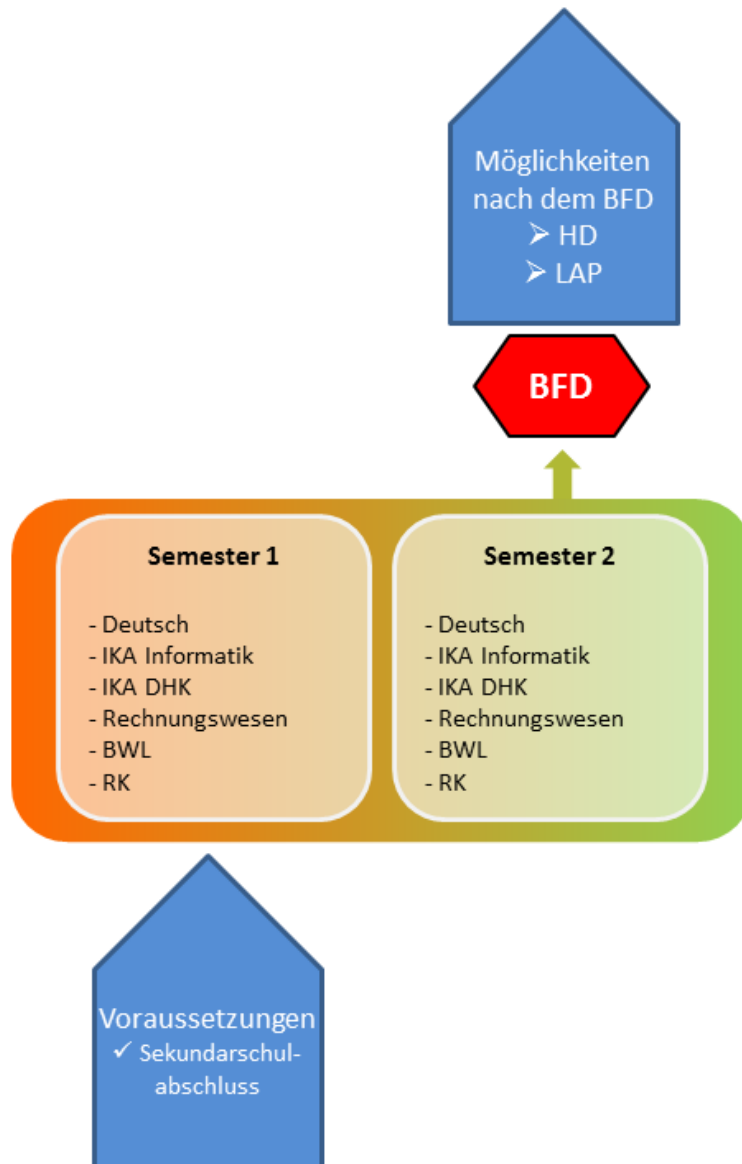 Möglichkeiten
nach dem BFD
➢ HD
➢ LAP
BFD
Semester 1
- Deutsch
- IKA Informatik
- IKA DHK
- Rechnungswesen
- BWL
- RK
Semester 2
- Deutsch
- IKA Informatik
- IKA DHK
- Rechnungswesen
- BWL
- RK
Voraussetzungen
✓ Sekundarschul-
abschluss